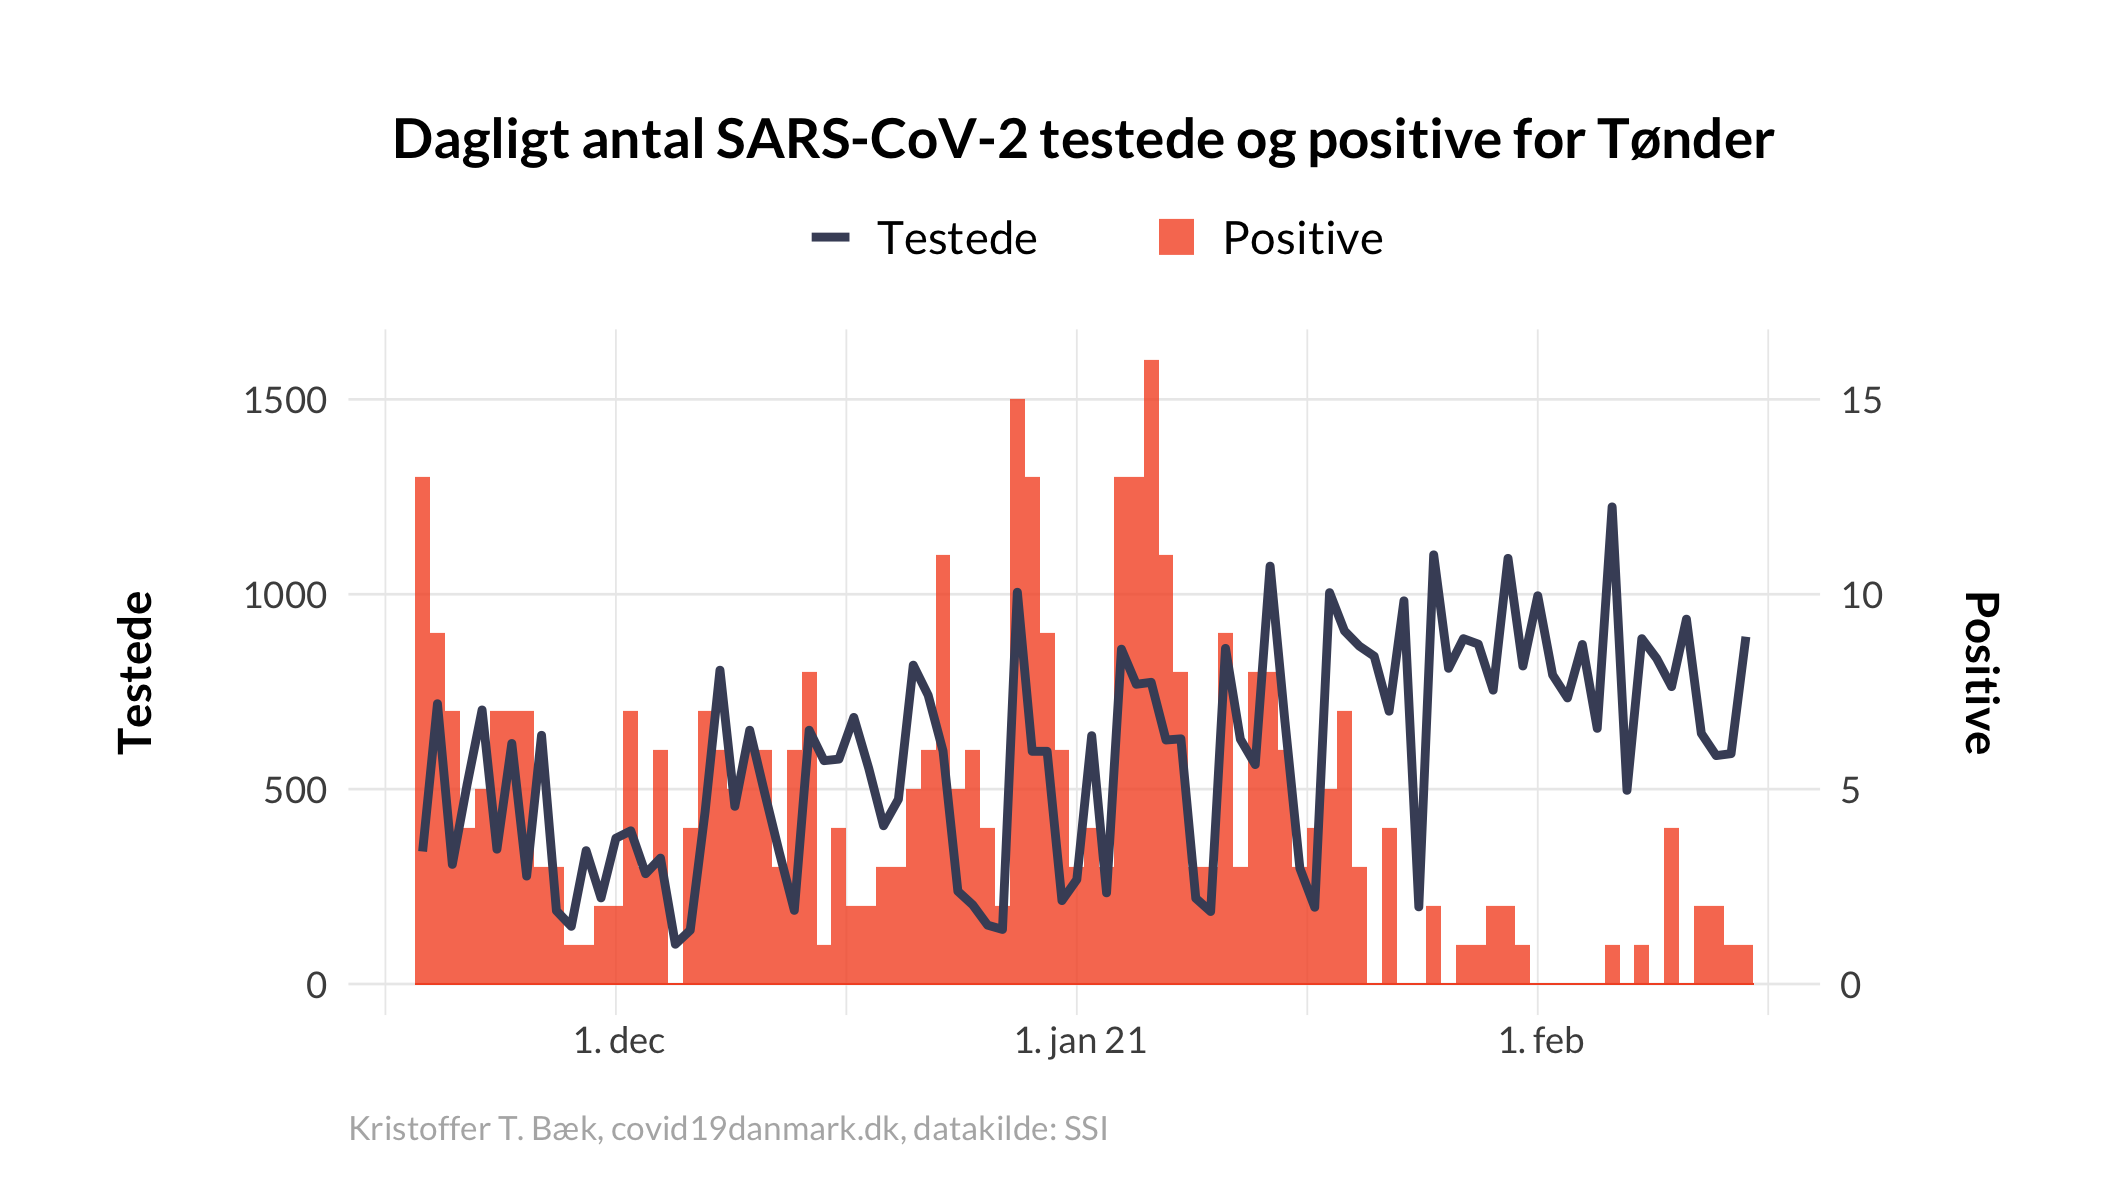 Dagligt antal SARS-CoV-2 testede og positive for Tønder
Testede
Positive
1500
1000
500
0
Testede
15
10
5
0
Positive
1. dec
1. jan 21
1. feb
Kristoffer T. Bæk, covid19danmark.dk, datakilde: SSI